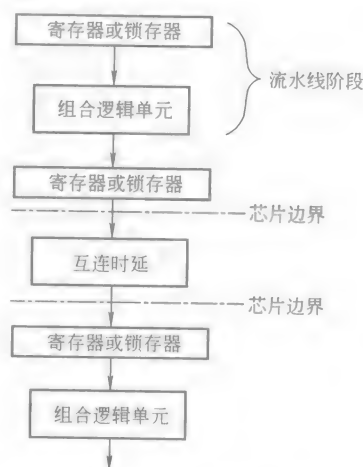 寄存器或锁存器
流水线阶段
组合逻辑单元
寄存器或锁存器
芯片边界
互连时延
芯片边界
寄存器或锁存器
组合逻辑单元